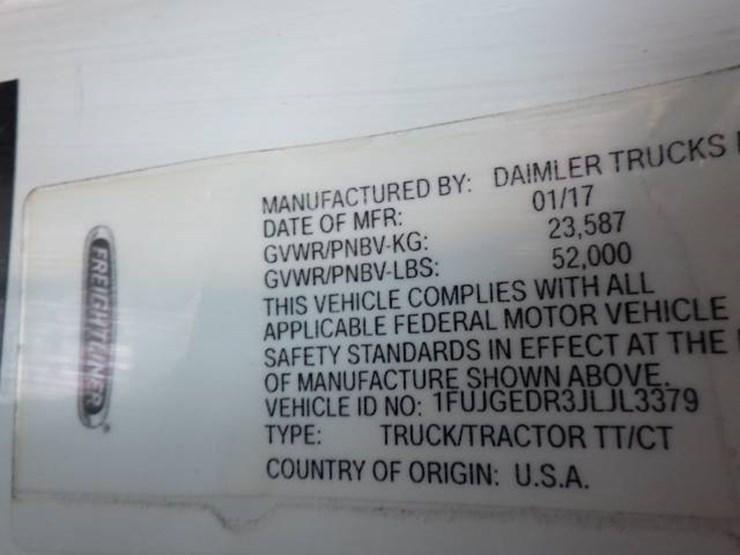 FREIGHTLINER
MANUFACTURED BY: DAIMLER TRUCKS
DATE OF MFR: 01/17
GVWR/PNBV-KG: 23,587
GVWR/PNBV-LBS: 52,000
THIS VEHICLE COMPLIES WITH ALL
APPLICABLE FEDERAL MOTOR VEHICLE
SAFETY STANDARDS IN EFFECT AT THE
OF MANUFACTURE SHOWN ABOVE.
VEHICLE ID NO: 1FUJGEDR3JLJL3379
TYPE: TRUCK/TRACTOR TT/CT
COUNTRY OF ORIGIN: U.S.A.